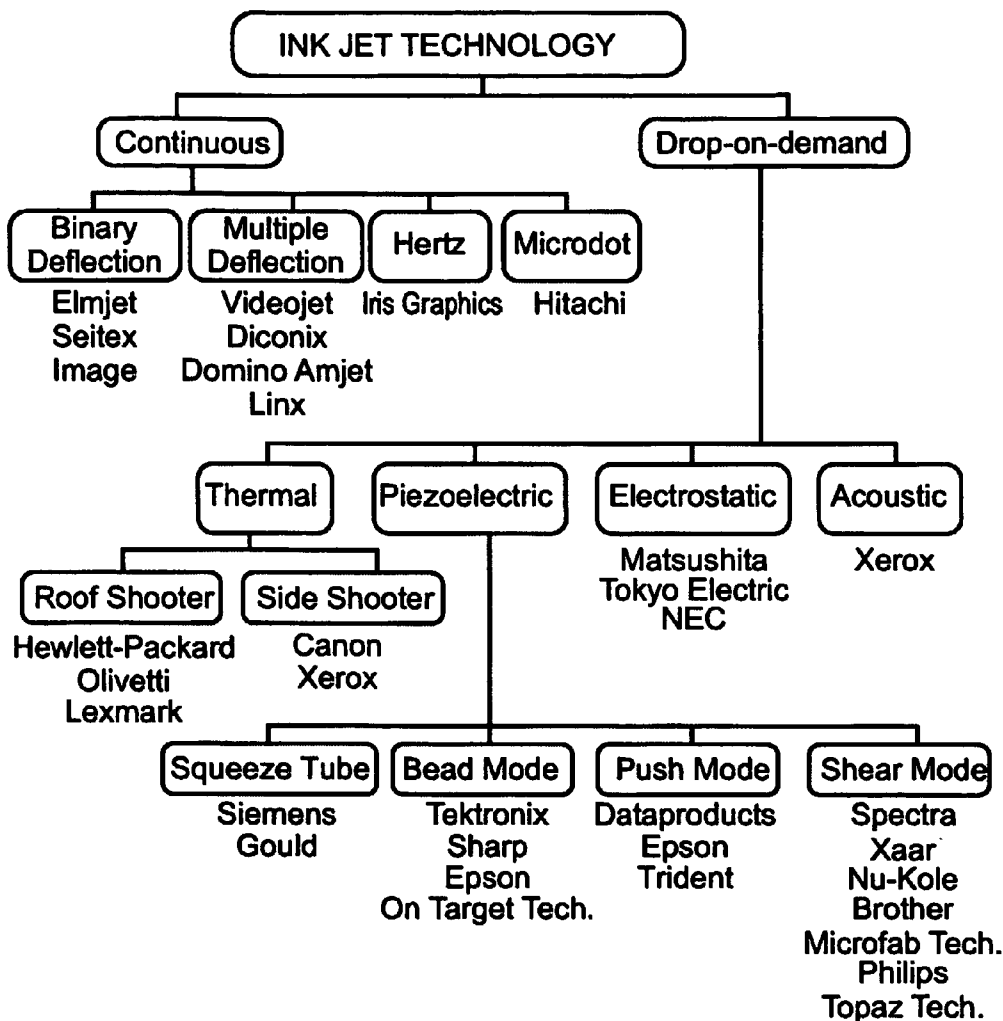 INK JET TECHNOLOGY
Continuous
Drop-on-demand
Binary
Deflection
Elmjet
Seitex
Image
Multiple
Deflection
Videojet
Diconix
Domino Amjet
Linx
Hertz
Iris Graphics
Microdot
Hitachi
Thermal
Piezoelectric
Electrostatic
Matsushita
Tokyo Electric
NEC
Acoustic
Xerox
Roof Shooter
Hewlett-Packard
Olivetti
Lexmark
Side Shooter
Canon
Xerox
Squeeze Tube
Siemens
Gould
Bead Mode
Tektronix
Sharp
Epson
On Target Tech.
Push Mode
Dataproducts
Epson
Trident
Shear Mode
Spectra
Xaar
Nu-Kole
Brother
Microfab Tech.
Philips
Topaz Tech.